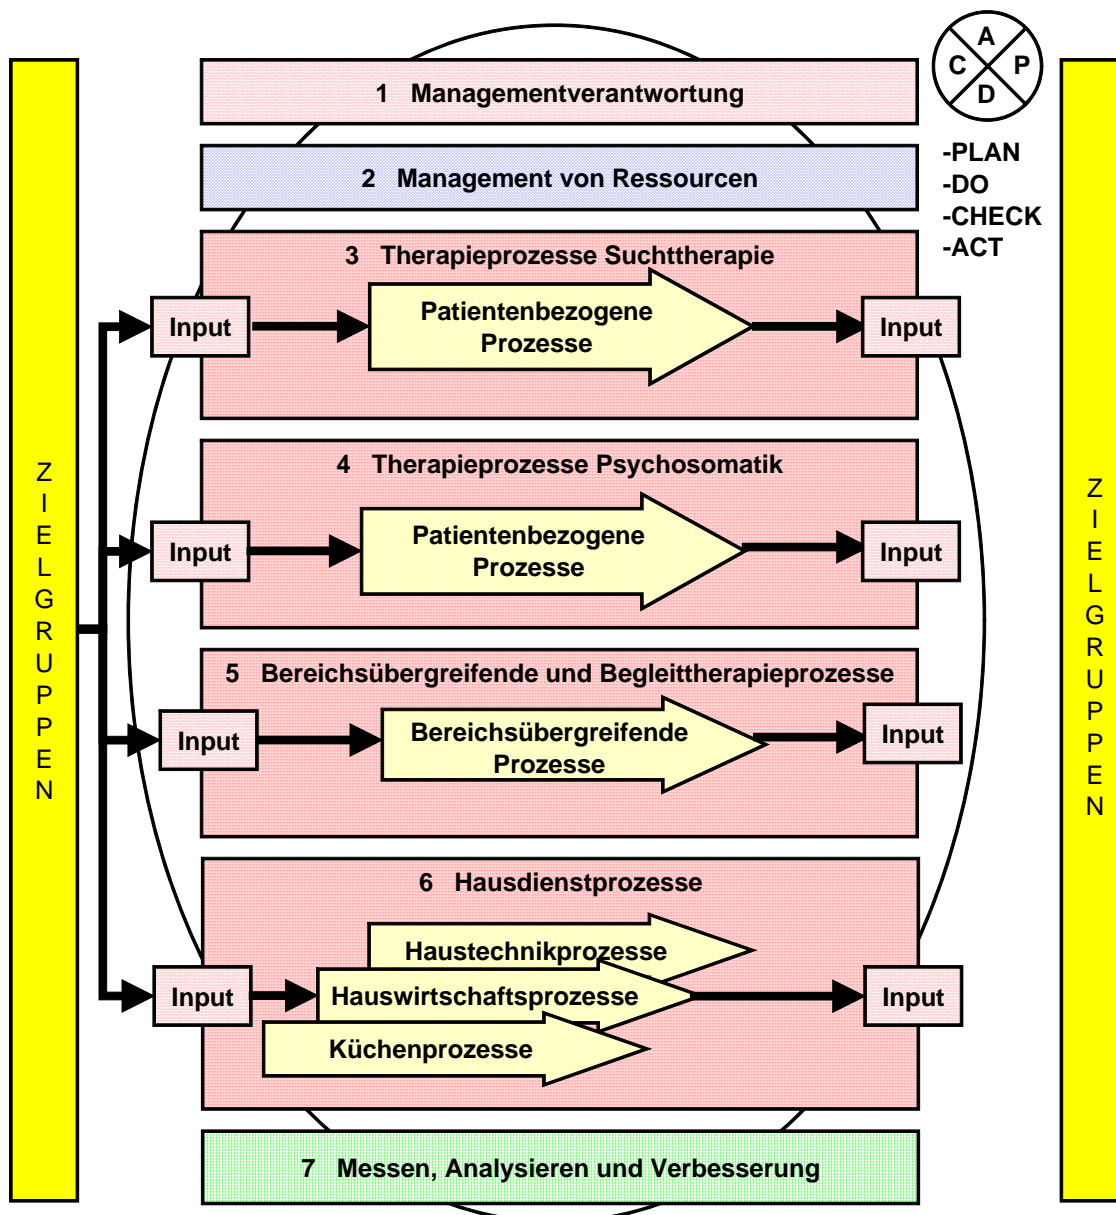 A
C P
D
-PLAN
-DO
-CHECK
-ACT
1 Managementverantwortung
2 Management von Ressourcen
3 Therapieprozesse Suchttherapie
Input
Patientenbezogene
Prozesse
Input
4 Therapieprozesse Psychosomatik
Input
Patientenbezogene
Prozesse
Input
5 Bereichsübergreifende und Begleittherapieprozesse
Input
Bereichsübergreifende
Prozesse
Input
6 Hausdienstprozesse
Haustechnikprozesse
Input
Hauswirtschaftsprozesse
Input
Küchenprozesse
7 Messen, Analysieren und Verbesserung
ZIELGRUPPEN
ZIELGRUPPEN